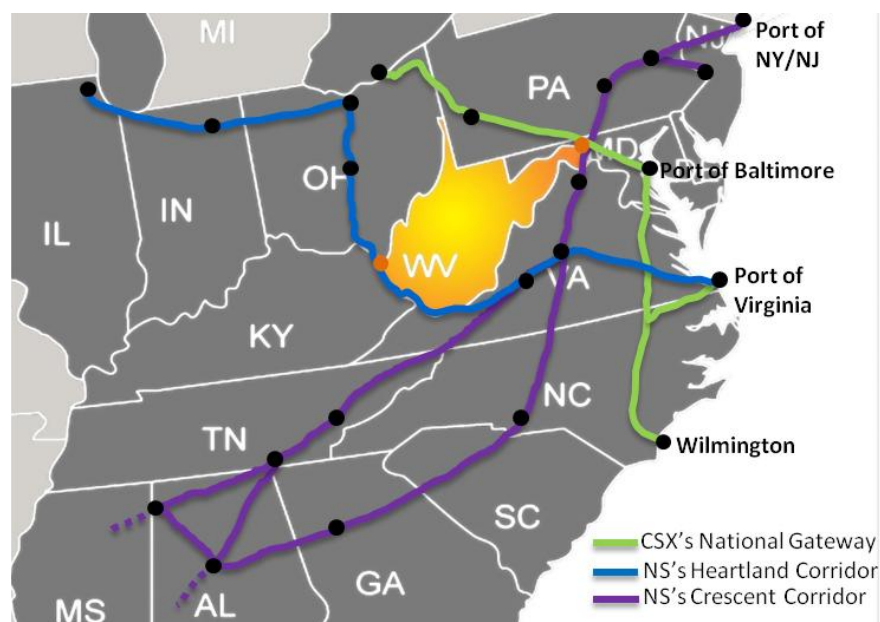 MI
Port of
NY/NJ
NJ
PA
MD
DE
Port of Baltimore
OH
IN
IL
WV
VA
Port of
Virginia
KY
NC
TN
Wilmington
SC
CSX's National Gateway
NS's Heartland Corridor
NS's Crescent Corridor
GA
AL
MS